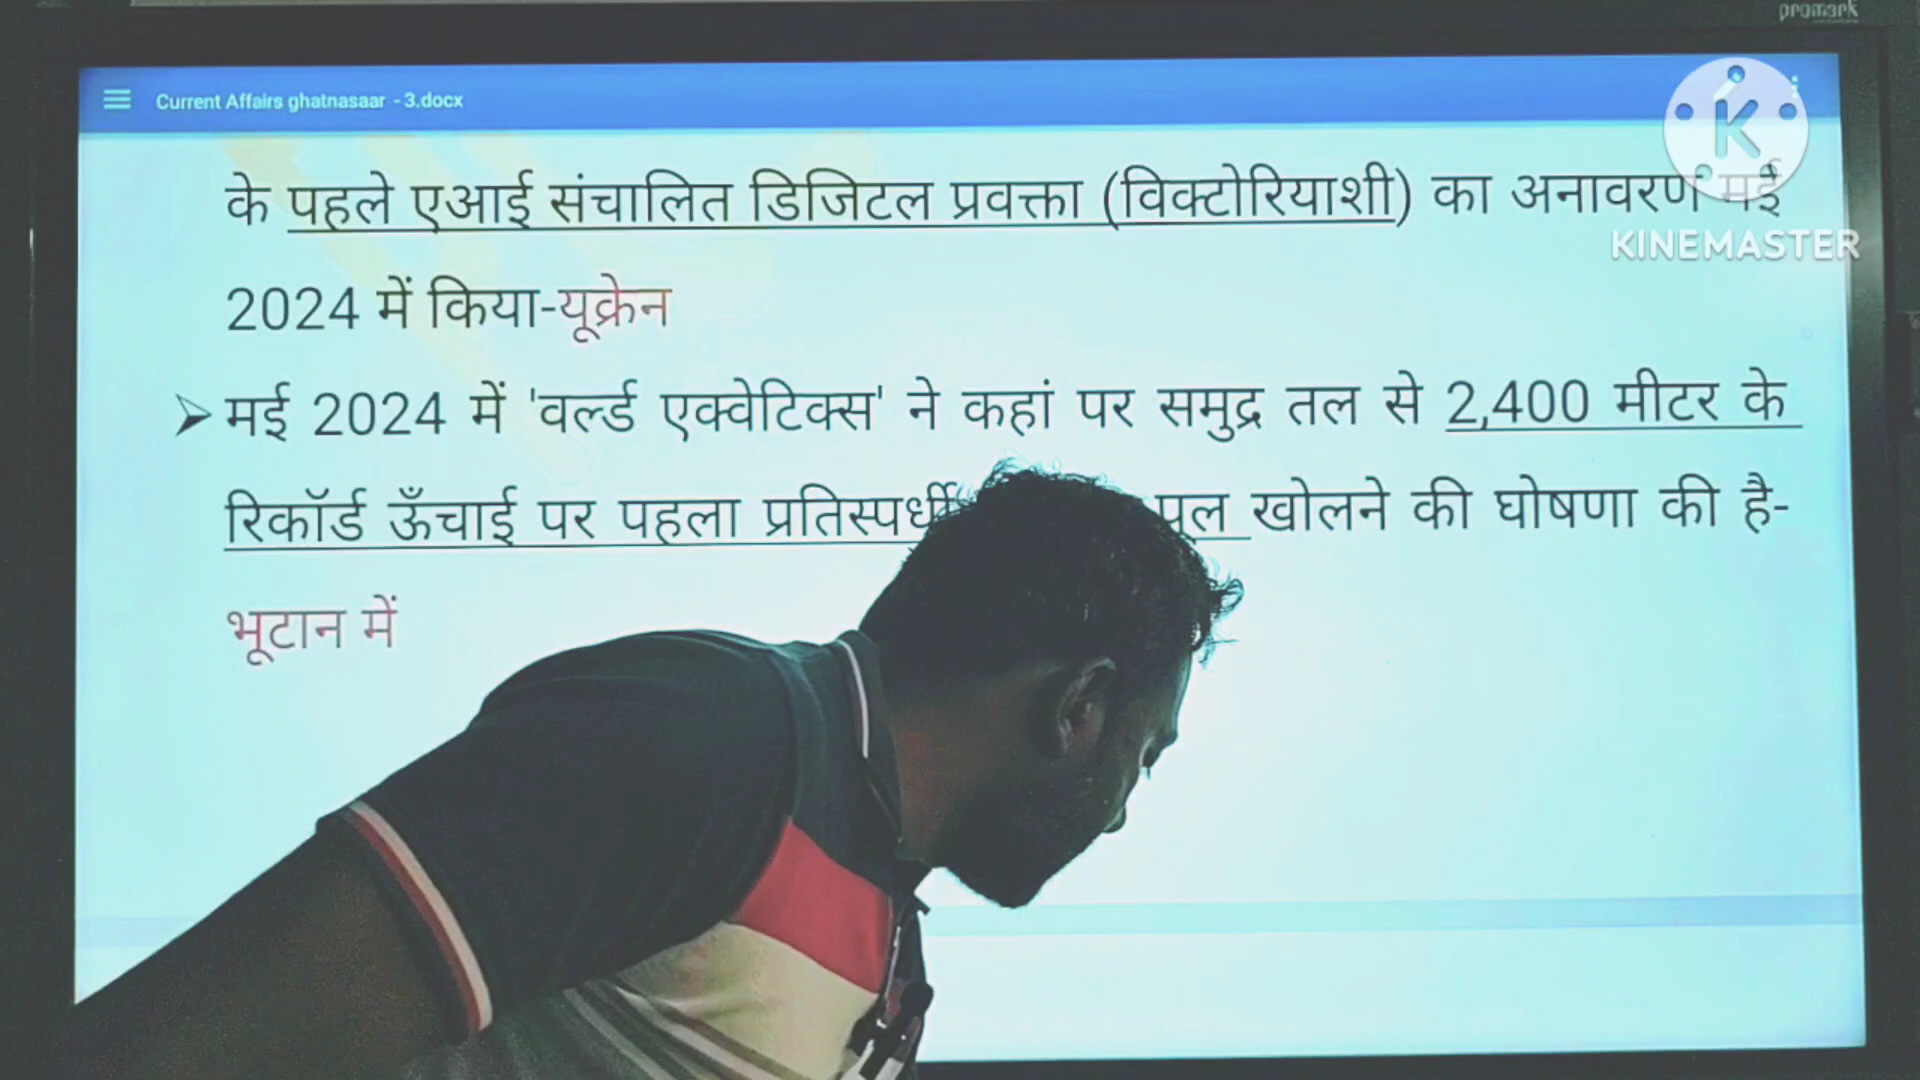 promark
Current Affairs ghatnasaar - 3.docx
के पहले एआई संचालित डिजिटल प्रवक्ता (विक्टोरियाशी) का अनावरण मई
KINEMASTER
2024 में किया-यूक्रेन
➢ मई 2024 में 'वर्ल्ड एक्वेटिक्स' ने कहां पर समुद्र तल से 2,400 मीटर के
रिकॉर्ड ऊँचाई पर पहला प्रतिस्पर्धी पूल खोलने की घोषणा की है-
भूटान में